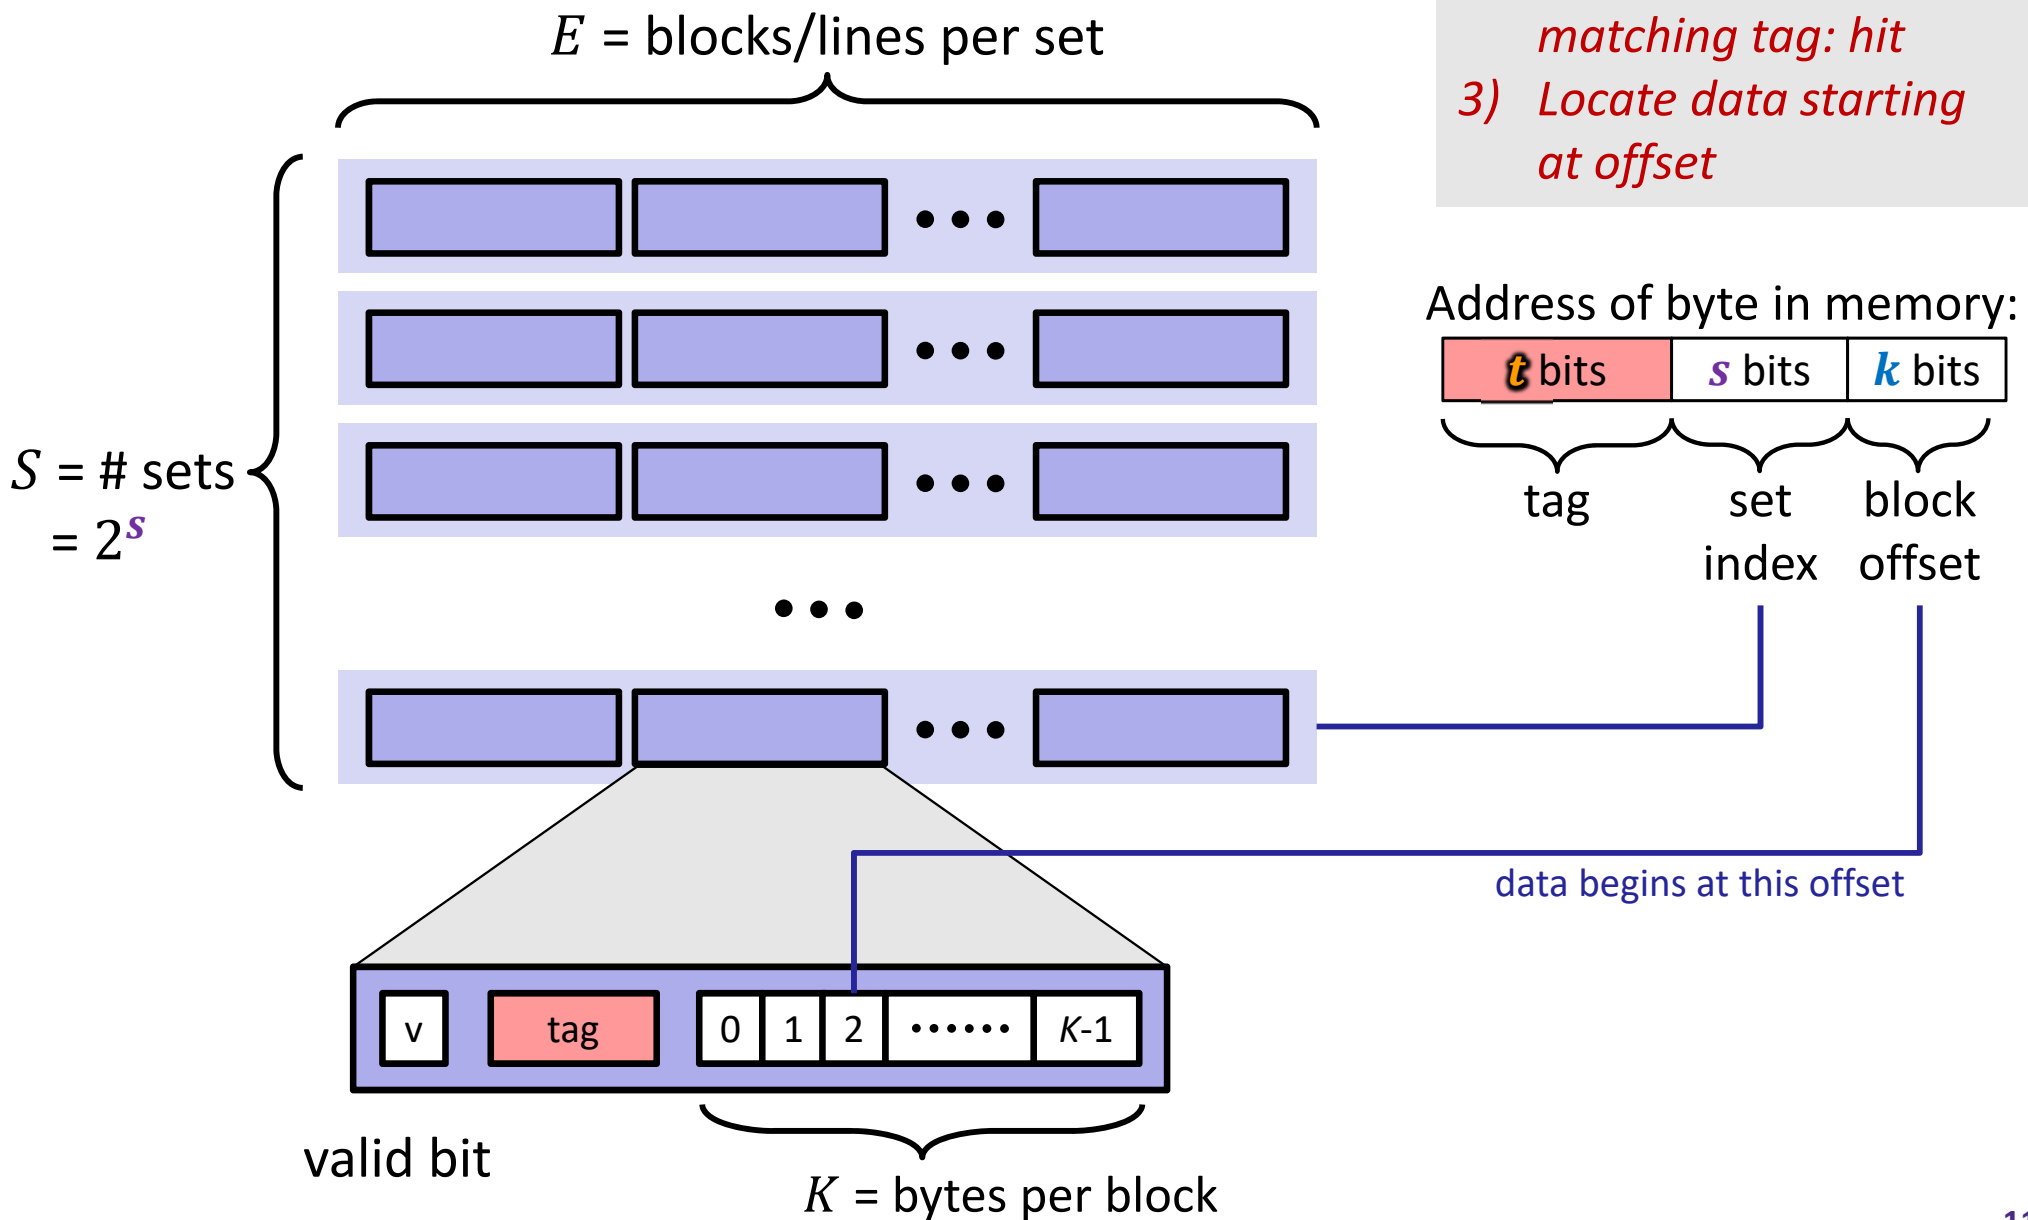 E = blocks/lines per set
matching tag: hit
3) Locate data starting
at offset
Address of byte in memory:
t bits s bits k bits
tag set block
index offset
S = # sets
= 2^s
data begins at this offset
v tag 0 1 2 •••••• K-1
valid bit
K = bytes per block